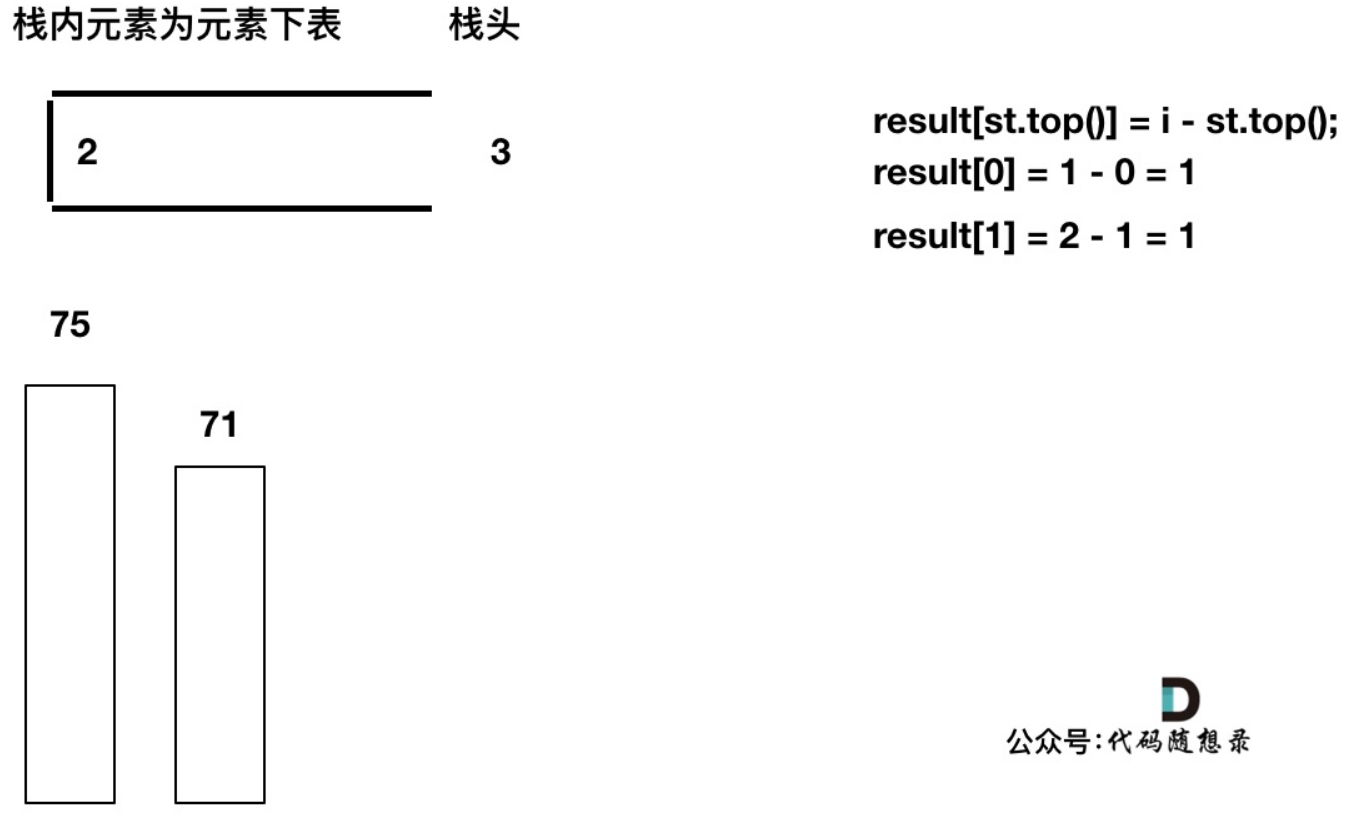 栈内元素为元素下表 栈头
2 3
result[st.top()] = i - st.top();
result[0] = 1 - 0 = 1
result[1] = 2 - 1 = 1
75
71
D
公众号:代码随想录